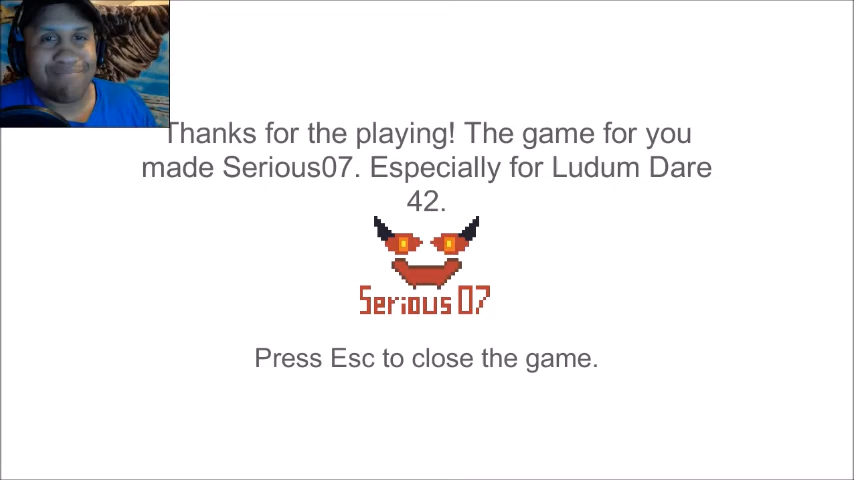 Thanks for the playing! The game for you
made Serious07. Especially for Ludum Dare
42.
Serious07
Press Esc to close the game.